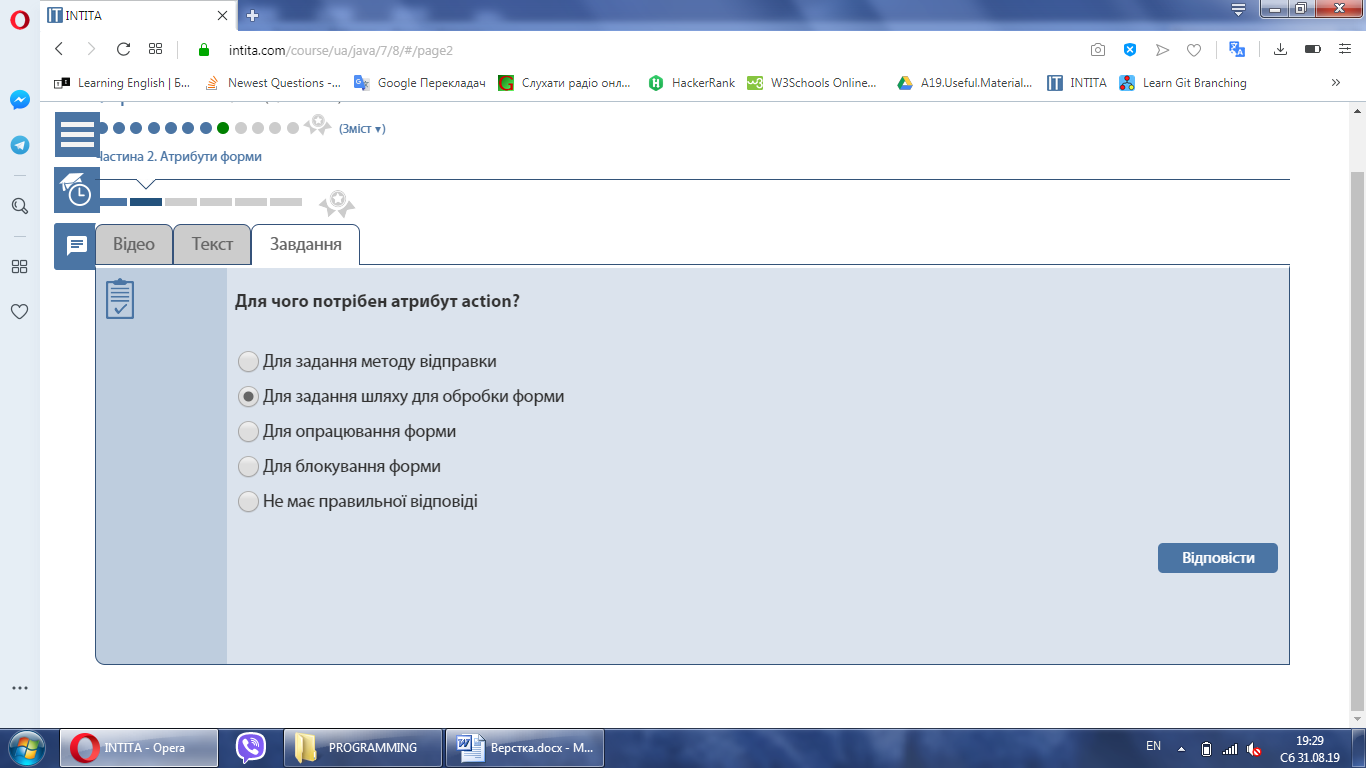 INTITA
intita.com/course/ua/java/7/8/#/page2
Learning English | Б...
Newest Questions -...
Google Перекладач
Слухати радіо онл...
HackerRank
W3Schools Online...
A19.Useful.Material...
INTITA
Learn Git Branching
(Зміст ▾)
Частина 2. Атрибути форми
Відео
Текст
Завдання
Для чого потрібен атрибут action?
Для задання методу відправки
Для задання шляху для обробки форми
Для опрацювання форми
Для блокування форми
Не має правильної відповіді
Відповісти
INTITA - Opera
PROGRAMMING
Верстка.docx - M...
EN
19:29
Сб 31.08.19